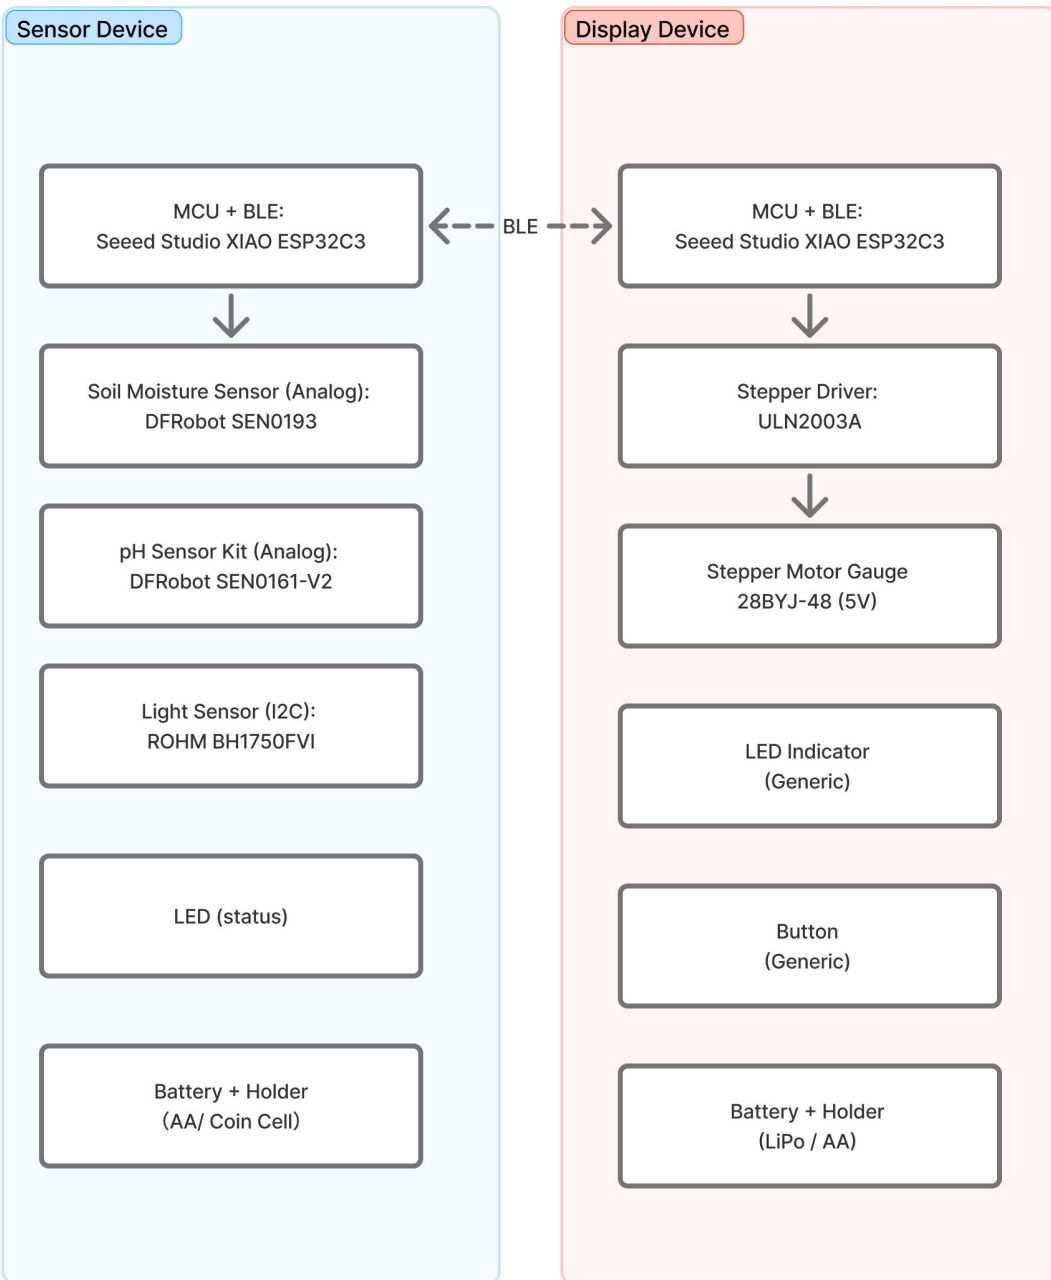 Sensor Device
MCU + BLE:
Seeed Studio XIAO ESP32C3
Soil Moisture Sensor (Analog):
DFRobot SEN0193
pH Sensor Kit (Analog):
DFRobot SEN0161-V2
Light Sensor (I2C):
ROHM BH1750FVI
LED (status)
Battery + Holder
（AA/ Coin Cell）
BLE
Display Device
MCU + BLE:
Seeed Studio XIAO ESP32C3
Stepper Driver:
ULN2003A
Stepper Motor Gauge
28BYJ-48 (5V)
LED Indicator
(Generic)
Button
(Generic)
Battery + Holder
(LiPo / AA)